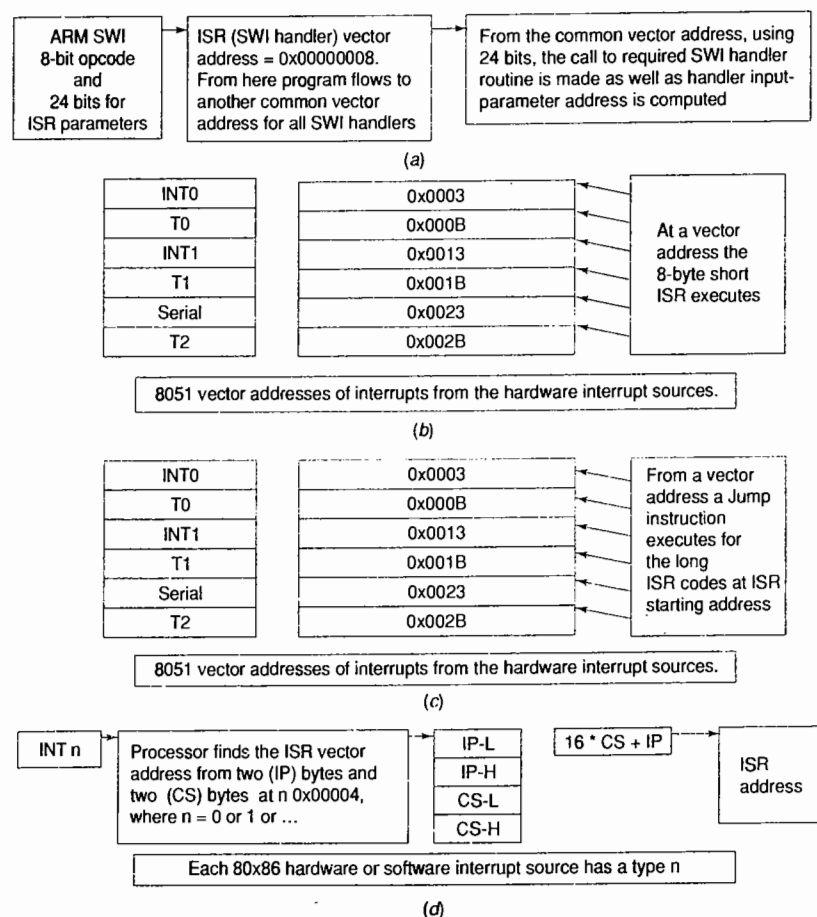 ARM SWI
8-bit opcode
and
24 bits for
ISR parameters
ISR (SWI handler) vector
address = 0x00000008.
From here program flows to
another common vector
address for all SWI handlers
From the common vector address, using
24 bits, the call to required SWI handler
routine is made as well as handler input-
parameter address is computed
(a)
INT0
T0
INT1
T1
Serial
T2
0x0003
0x000B
0x0013
0x001B
0x0023
0x002B
At a vector
address the
8-byte short
ISR executes
8051 vector addresses of interrupts from the hardware interrupt sources.
(b)
INT0
T0
INT1
T1
Serial
T2
0x0003
0x000B
0x0013
0x001B
0x0023
0x002B
From a vector
address a Jump
instruction
executes for
the long
ISR codes at ISR
starting address
8051 vector addresses of interrupts from the hardware interrupt sources.
(c)
INT n
Processor finds the ISR vector
address from two (IP) bytes and
two (CS) bytes at n 0x00004,
where n = 0 or 1 or ...
IP-L
IP-H
CS-L
CS-H
16 * CS + IP
ISR
address
Each 80x86 hardware or software interrupt source has a type n
(d)